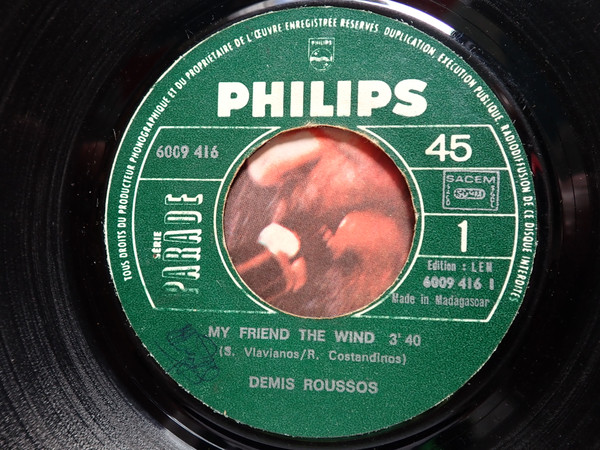 TOUS DROITS DU PRODUCTEUR PHONOGRAPHIQUE ET DU PROPRIETAIRE DE L'ŒUVRE ENREGISTRÉE RESERVÉS. DUPLICATION, EXECUTION PUBLIQUE, RADIODIFFUSION DE CE DISQUE INTERDITES
PHILIPS
PHILIPS
6009 416
45
SACEM
SÉRIE
PARADE
1
Edition : LEM
6009 416 1
Made in Madagascar
MY FRIEND THE WIND 3' 40
(S. Vlavianos/R. Costandinos)
DEMIS ROUSSOS